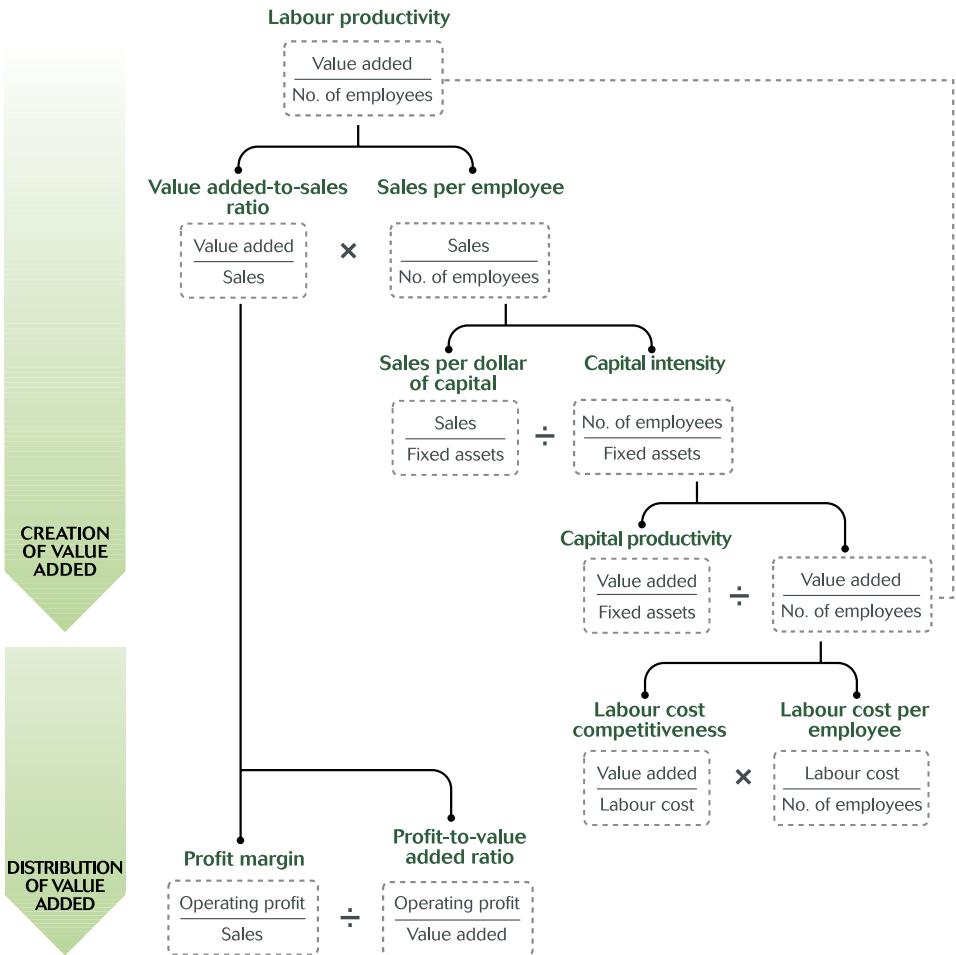 Labour productivity
Value added
No. of employees
Value added-to-sales
ratio
Sales per employee
Value added
Sales
×
Sales
No. of employees
Sales per dollar
of capital
Capital intensity
Sales
Fixed assets
÷
No. of employees
Fixed assets
CREATION
OF VALUE
ADDED
Capital productivity
Value added
Fixed assets
÷
Value added
No. of employees
Labour cost
competitiveness
Labour cost per
employee
Value added
Labour cost
×
Labour cost
No. of employees
DISTRIBUTION
OF VALUE
ADDED
Profit margin
Profit-to-value
added ratio
Operating profit
Sales
÷
Operating profit
Value added